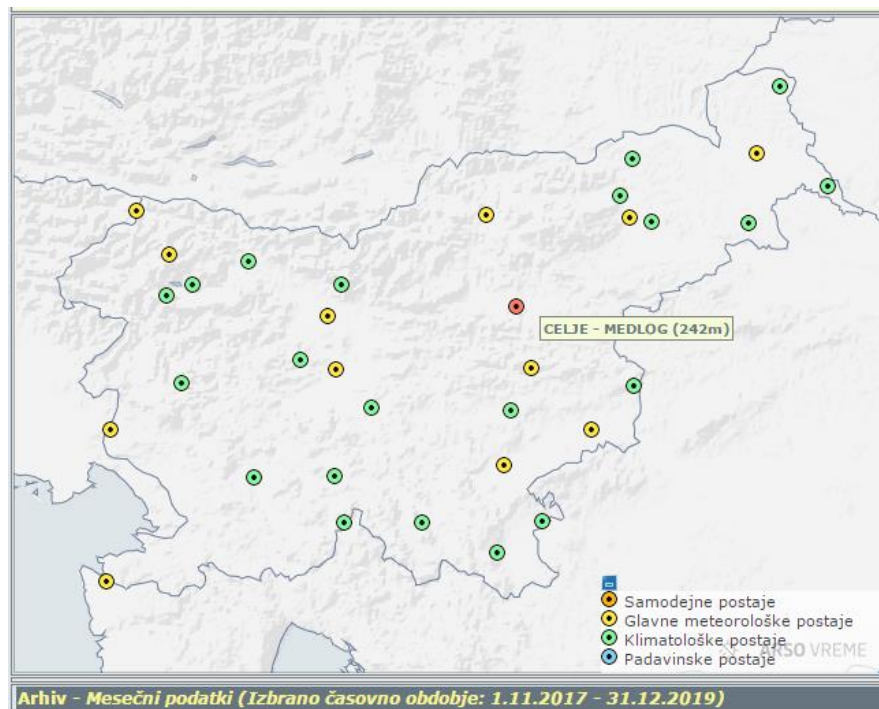 CELJE - MEDLOG (242m)
Samodejne postaje
Glavne meteorološke postaje
Klimatološke postaje
ARSO VREME
Padavinske postaje
Arhiv - Mesečni podatki (Izbrano časovno obdobje: 1.11.2017 - 31.12.2019)